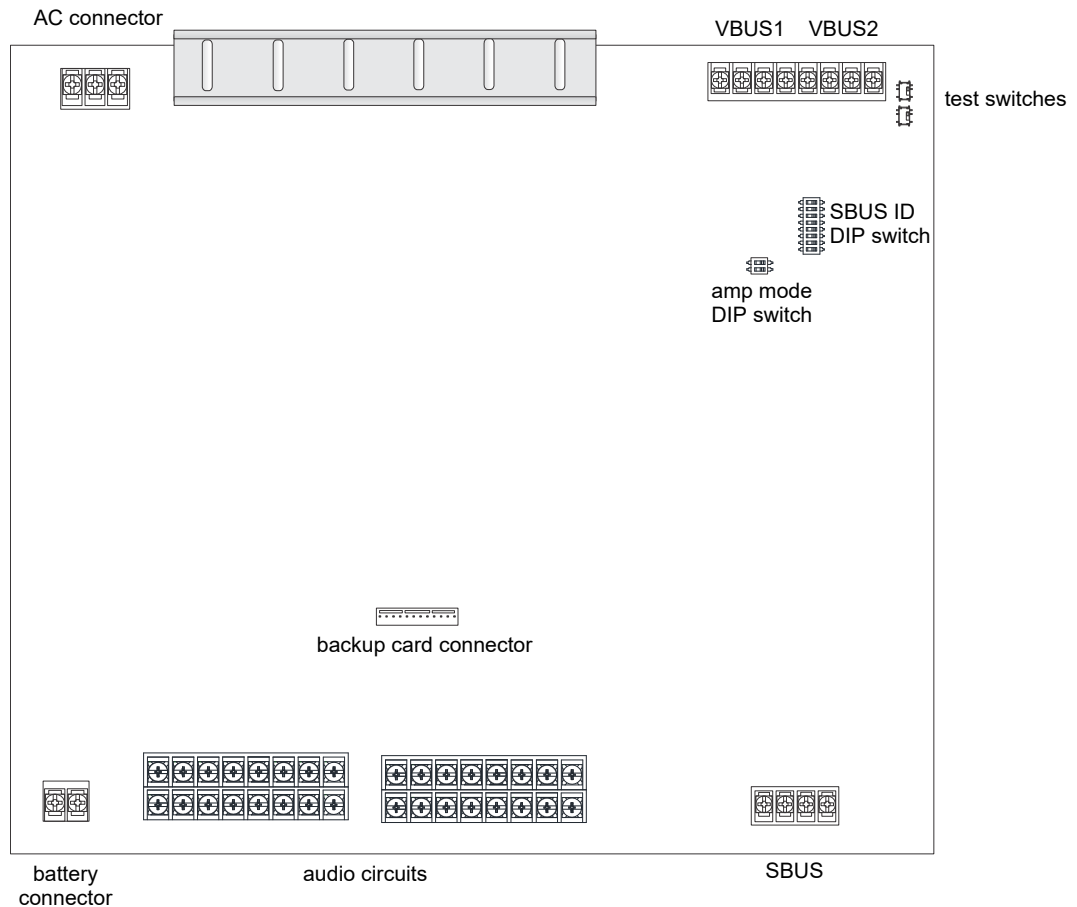 AC connector
VBUS1 VBUS2
test switches
SBUS ID
DIP switch
amp mode
DIP switch
backup card connector
battery
connector
audio circuits
SBUS